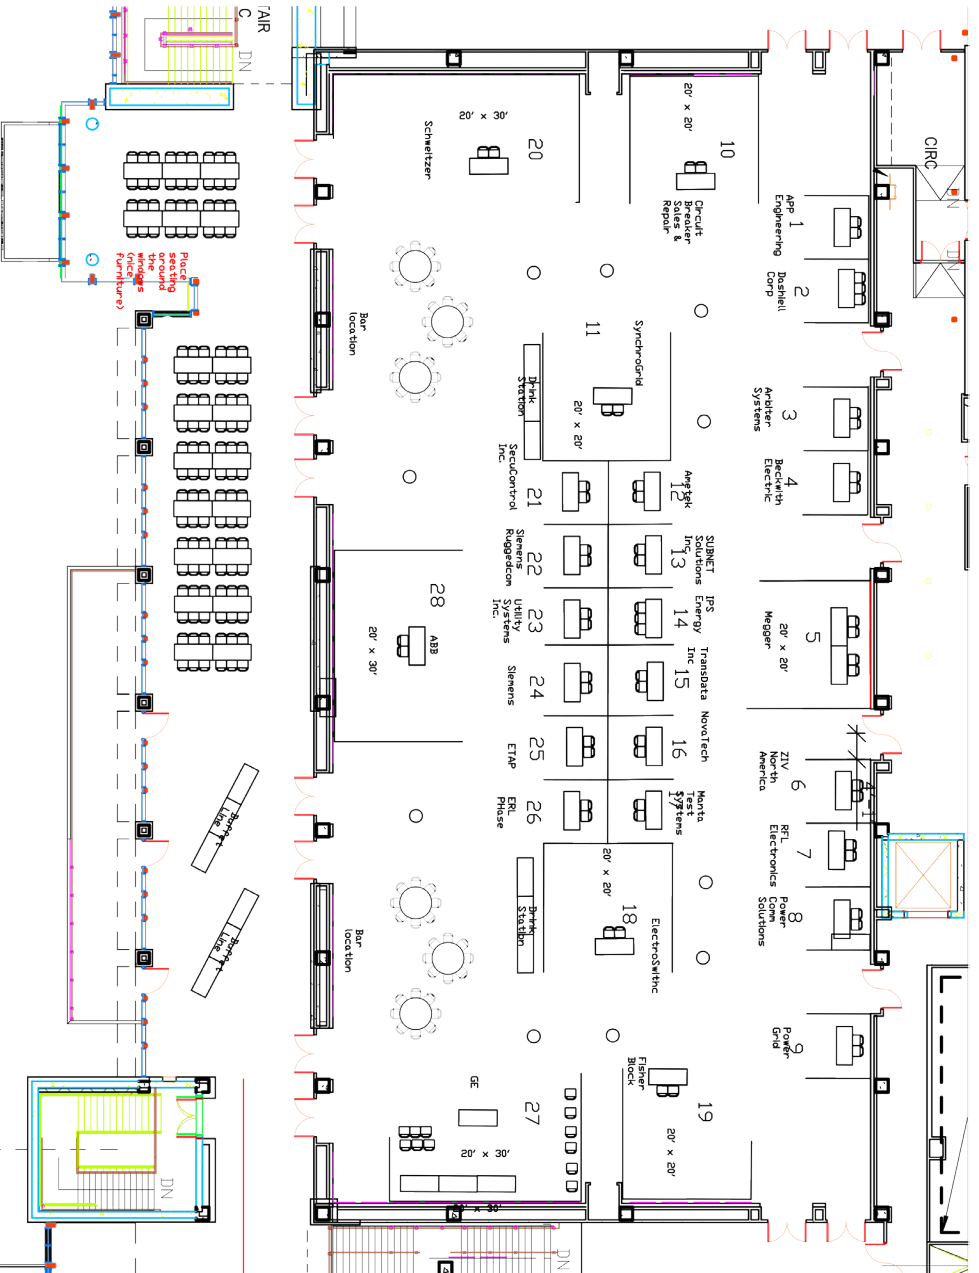 TAIR
C
DN
20' x 30'
20
Schweitzer
20' x 20'
10
CIRC
DN
DN
Circuit
Breaker
Sales &
Repair
APP
Engineering
1
Dashiell
Corp
2
Place
seating
around
the
windows
(nice
furniture)
Bar
location
11
SynchroGrid
Drink
Station
20' x 20'
Arbiter
Systems
3
Beckwith
Electric
4
SecuControl
Inc.
21
Ametek
12
Siemens
Ruggedcom
22
SUBNET
Solutions
Inc.
13
Utility
Systems
Inc.
23
IPS
Energy
14
28
ABB
20' x 30'
Megger
20' x 20'
5
Siemens
24
TransData
Inc
15
ETAP
25
NovaTech
16
ERL
Phase
26
Manta
Test
Systems
17
ZIV
North
America
6
RFL
Electronics
7
Power
Comm
Solutions
8
Buffet
Line
Buffet
Line
Bar
location
Drink
Station
20' x 20'
18
ElectroSwithc
Power
Grid
9
GE
27
20' x 30'
20' x 30'
Fisher
Block
19
20' x 20'
DN
DN